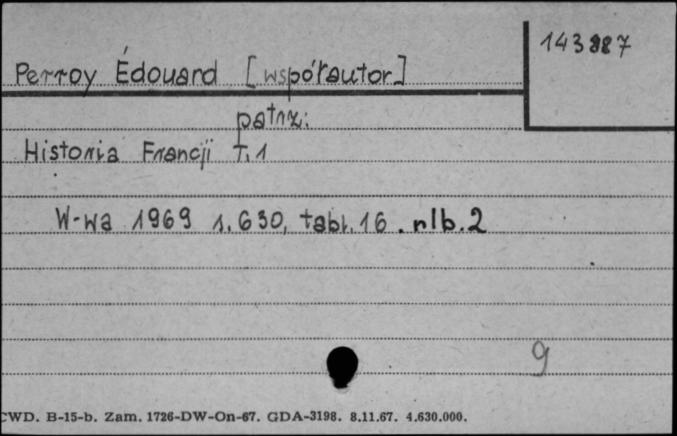 143887
Perroy Édouard [współautor]
patrz:
Historia Francji T.1
W-wa 1969 s.630, tabl.16. nlb.2
9
CWD. B-15-b. Zam. 1726-DW-On-67. GDA-3198. 8.11.67. 4.630.000.